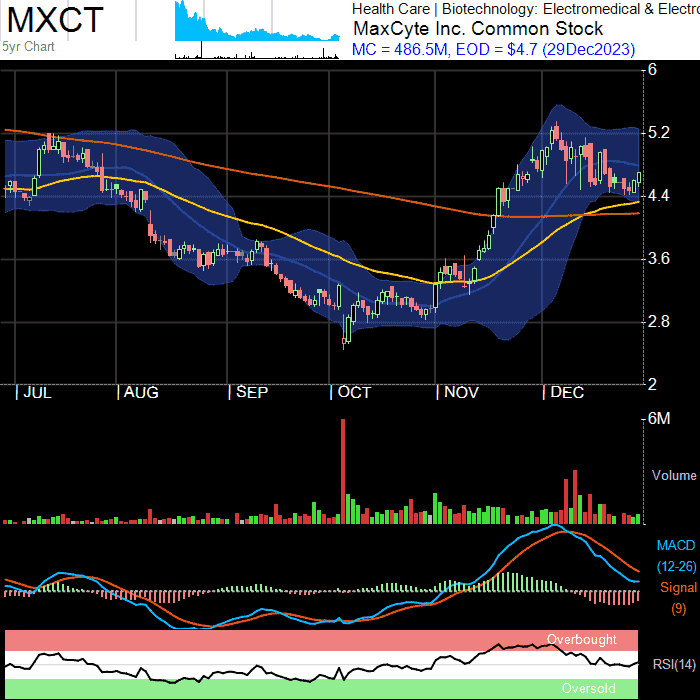 MXCT
5yr Chart
Health Care | Biotechnology: Electromedical & Electro
MaxCyte Inc. Common Stock
MC = 486.5M, EOD = $4.7 (29Dec2023)
6
5.2
4.4
3.6
2.8
2
| JUL | AUG | SEP | OCT | NOV | DEC
6M
Volume
MACD
(12-26)
Signal
(9)
Overbought
RSI(14)
Oversold